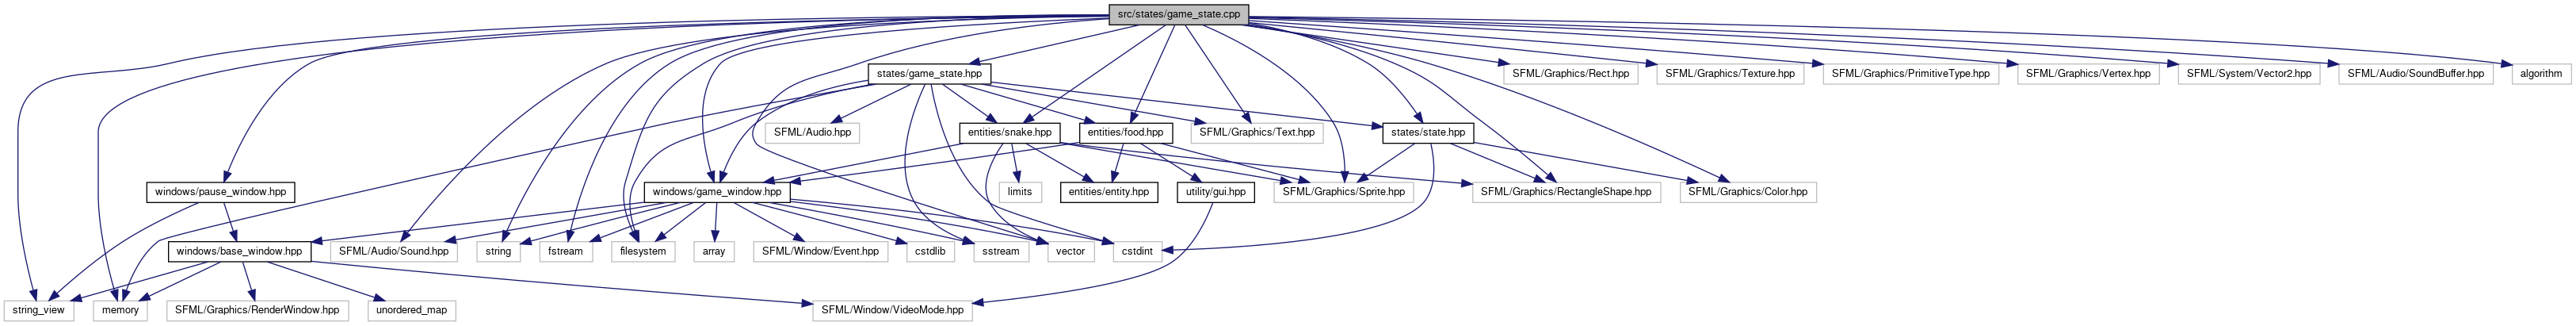 src/states/game_state.cpp
states/game_state.hpp
SFML/Graphics/Rect.hpp
SFML/Graphics/Texture.hpp
SFML/Graphics/PrimitiveType.hpp
SFML/Graphics/Vertex.hpp
SFML/System/Vector2.hpp
SFML/Audio/SoundBuffer.hpp
algorithm
SFML/Audio.hpp
entities/snake.hpp
entities/food.hpp
SFML/Graphics/Text.hpp
states/state.hpp
windows/pause_window.hpp
windows/game_window.hpp
limits
entities/entity.hpp
utility/gui.hpp
SFML/Graphics/Sprite.hpp
SFML/Graphics/RectangleShape.hpp
SFML/Graphics/Color.hpp
windows/base_window.hpp
SFML/Audio/Sound.hpp
string
fstream
filesystem
array
SFML/Window/Event.hpp
cstdlib
sstream
vector
cstdint
string_view
memory
SFML/Graphics/RenderWindow.hpp
unordered_map
SFML/Window/VideoMode.hpp